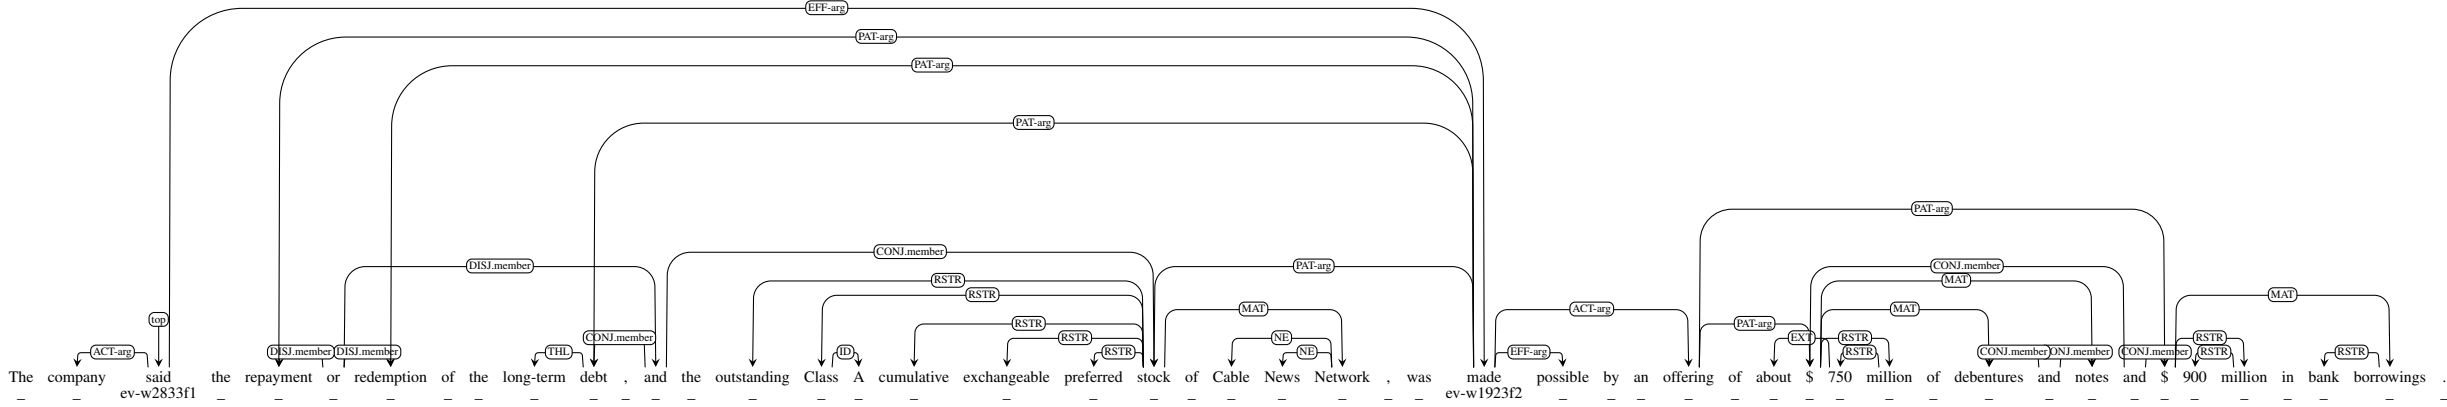 EFF-arg
PAT-arg
PAT-arg
PAT-arg
PAT-arg
CONJ.member
DISJ.member PAT-arg CONJ.member
RSTR MAT
RSTR MAT
MAT ACT-arg MAT
top RSTR PAT-arg
CONJ.member RSTR NE EXT RSTR RSTR
ACT-arg DISJ.member DISJ.member THL ID RSTR NE EFF-arg RSTR CONJ.member CONJ.member CONJ.member RSTR RSTR
The company said the repayment or redemption of the long-term debt , and the outstanding Class A cumulative exchangeable preferred stock of Cable News Network , was made possible by an offering of about $ 750 million of debentures and notes and $ 900 million in bank borrowings .
_ _ ev-w2833f1 _ _ _ _ _ _ _ _ _ _ _ _ _ _ _ _ _ _ _ _ _ _ _ _ ev-w1923f2 _ _ _ _ _ _ _ _ _ _ _ _ _ _ _ _ _ _ _ _ _